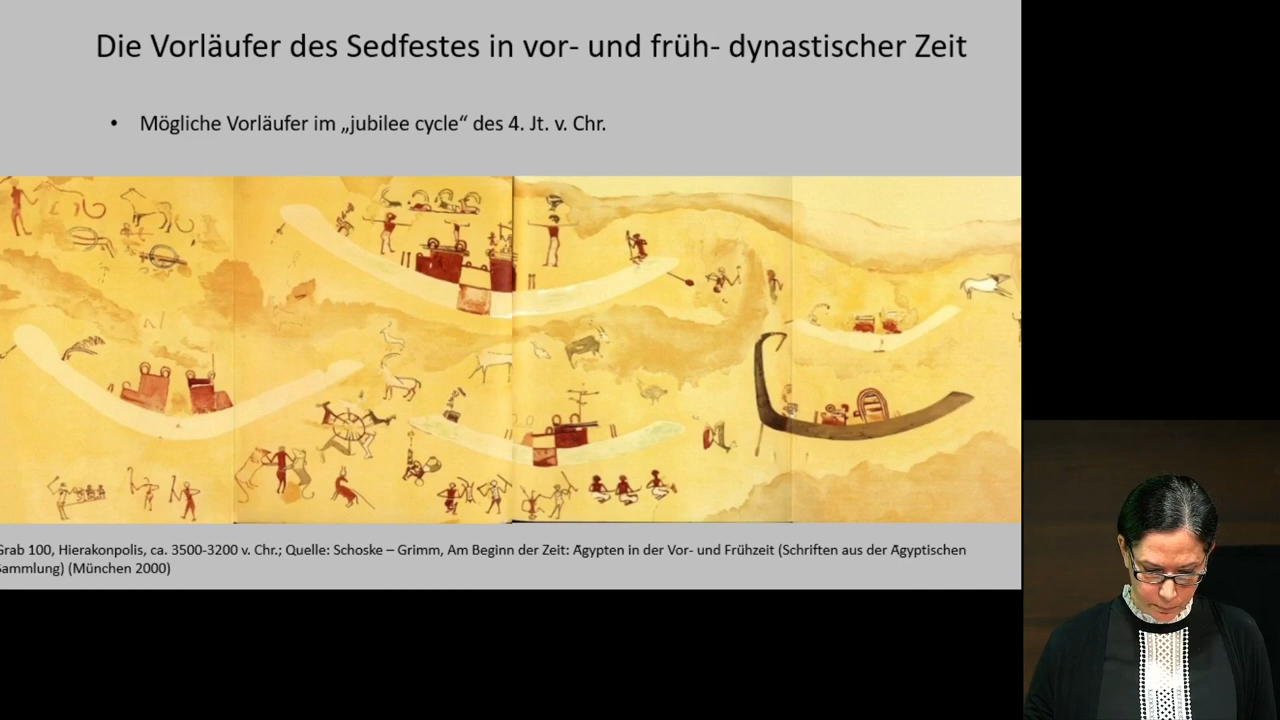 Die Vorläufer des Sedfestes in vor- und früh- dynastischer Zeit
• Mögliche Vorläufer im „jubilee cycle“ des 4. Jt. v. Chr.
Grab 100, Hierakonpolis, ca. 3500-3200 v. Chr.; Quelle: Schoske – Grimm, Am Beginn der Zeit: Ägypten in der Vor- und Frühzeit (Schriften aus der Ägyptischen
Sammlung) (München 2000)